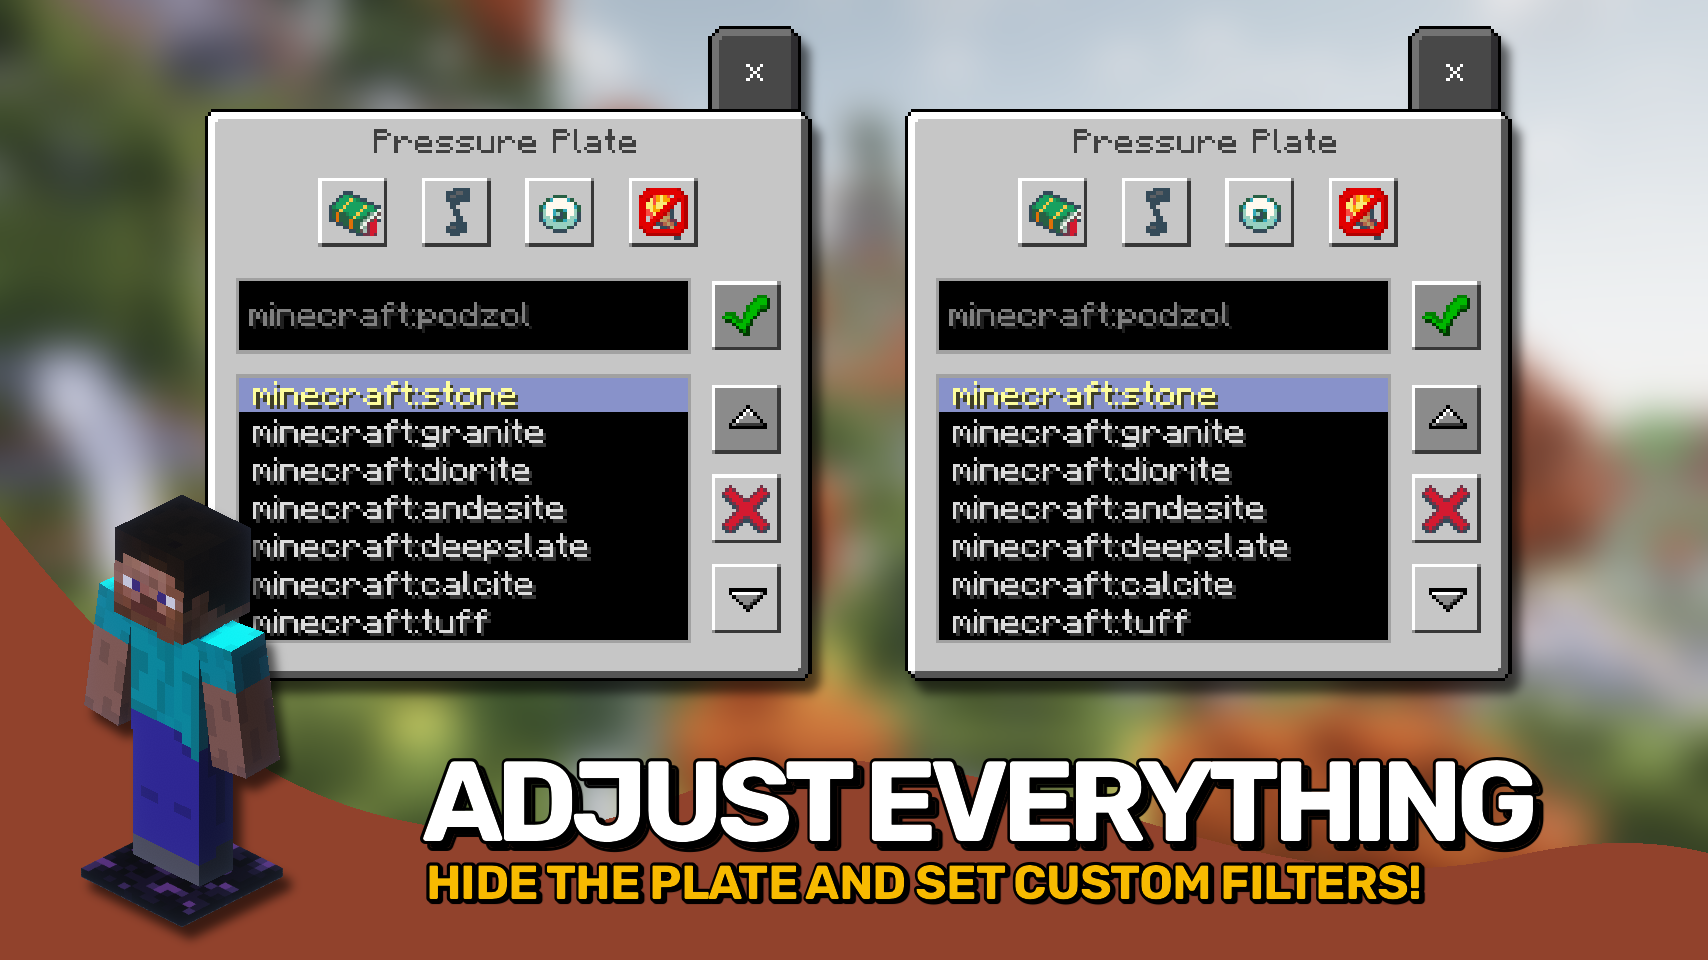 x
Pressure Plate
minecraft:podzol
minecraft:stone
minecraft:granite
minecraft:diorite
minecraft:andesite
minecraft:deepslate
minecraft:calcite
minecraft:tuff
x
Pressure Plate
minecraft:podzol
minecraft:stone
minecraft:granite
minecraft:diorite
minecraft:andesite
minecraft:deepslate
minecraft:calcite
minecraft:tuff
ADJUST EVERYTHING
HIDE THE PLATE AND SET CUSTOM FILTERS!